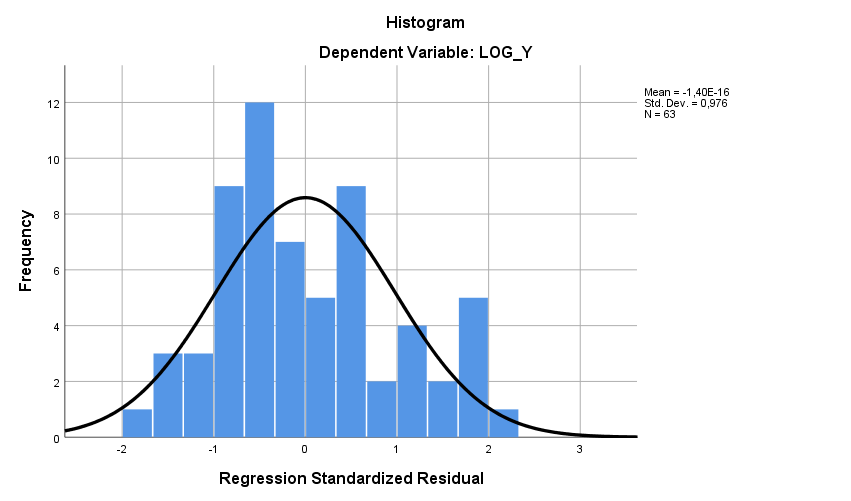 Histogram
Dependent Variable: LOG_Y
Mean = -1,40E-16
Std. Dev. = 0,976
N = 63
Frequency
12
10
8
6
4
2
0
-2
-1
0
1
2
3
Regression Standardized Residual